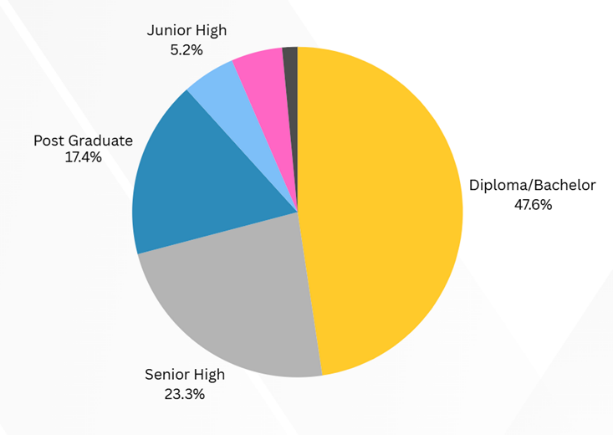 Junior High
5.2%
Post Graduate
17.4%
Diploma/Bachelor
47.6%
Senior High
23.3%